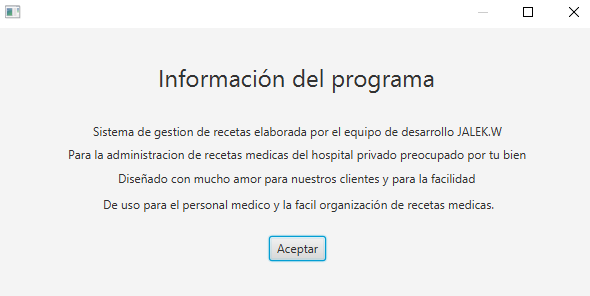 Información del programa
Sistema de gestion de recetas elaborada por el equipo de desarrollo JALEK.W
Para la administracion de recetas medicas del hospital privado preocupado por tu bien
Diseñado con mucho amor para nuestros clientes y para la facilidad
De uso para el personal medico y la facil organización de recetas medicas.
Aceptar